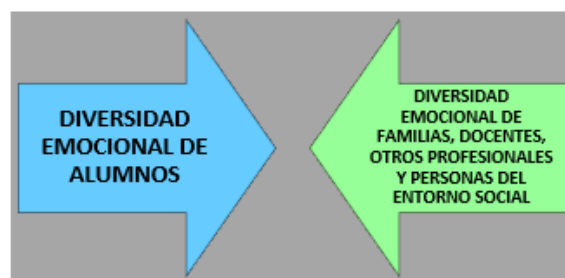 DIVERSIDAD
EMOCIONAL DE
ALUMNOS
DIVERSIDAD
EMOCIONAL DE
FAMILIAS, DOCENTES,
OTROS PROFESIONALES
Y PERSONAS DEL
ENTORNO SOCIAL